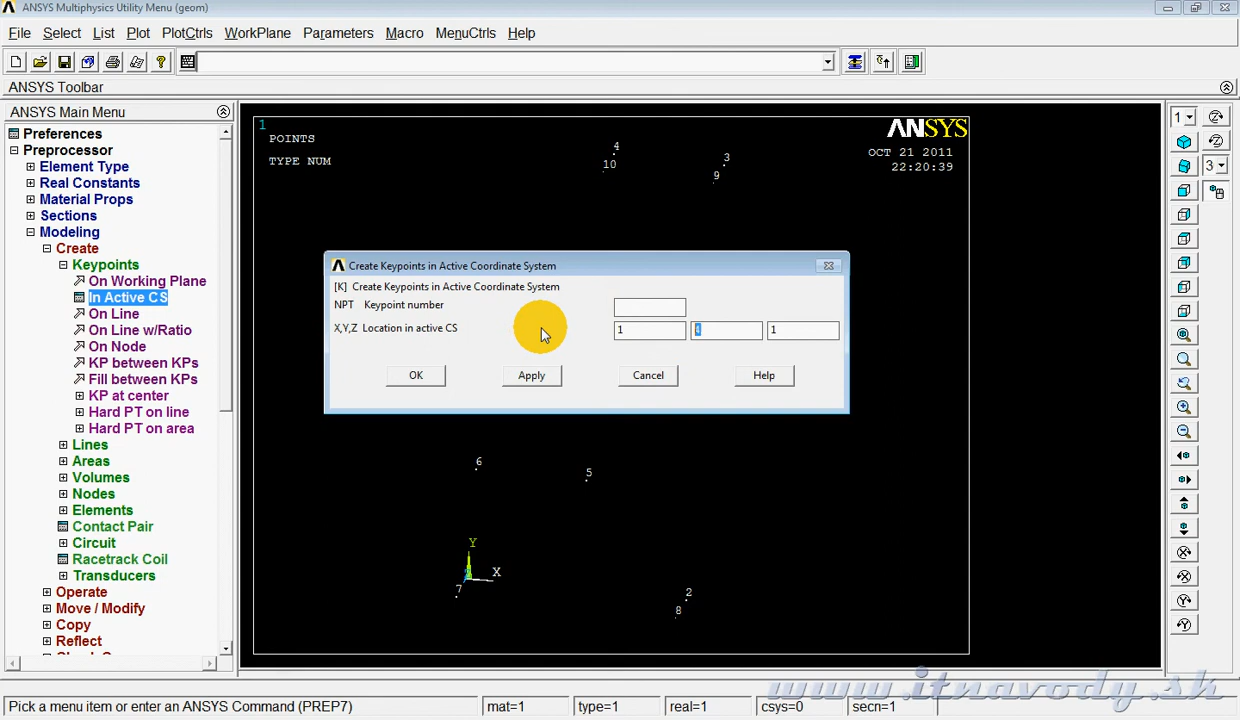 ANSYS Multiphysics Utility Menu (geom)
File Select List Plot PlotCtrls WorkPlane Parameters Macro MenuCtrls Help
ANSYS Toolbar
ANSYS Main Menu
Preferences
Preprocessor
Element Type
Real Constants
Material Props
Sections
Modeling
Create
Keypoints
On Working Plane
In Active CS
On Line
On Line w/Ratio
On Node
KP between KPs
Fill between KPs
KP at center
Hard PT on line
Hard PT on area
Lines
Areas
Volumes
Nodes
Elements
Contact Pair
Circuit
Racetrack Coil
Transducers
Operate
Move / Modify
Copy
Reflect
1
POINTS
TYPE NUM
4
10
3
9
ANSYS
OCT 21 2011
22:20:39
Create Keypoints in Active Coordinate System
[K] Create Keypoints in Active Coordinate System
NPT Keypoint number
X,Y,Z Location in active CS
1 4 1
OK Apply Cancel Help
6
5
Y
X
7
2
8
1
3
www.itnavody.sk
Pick a menu item or enter an ANSYS Command (PREP7)
mat=1 type=1 real=1 csys=0 secn=1